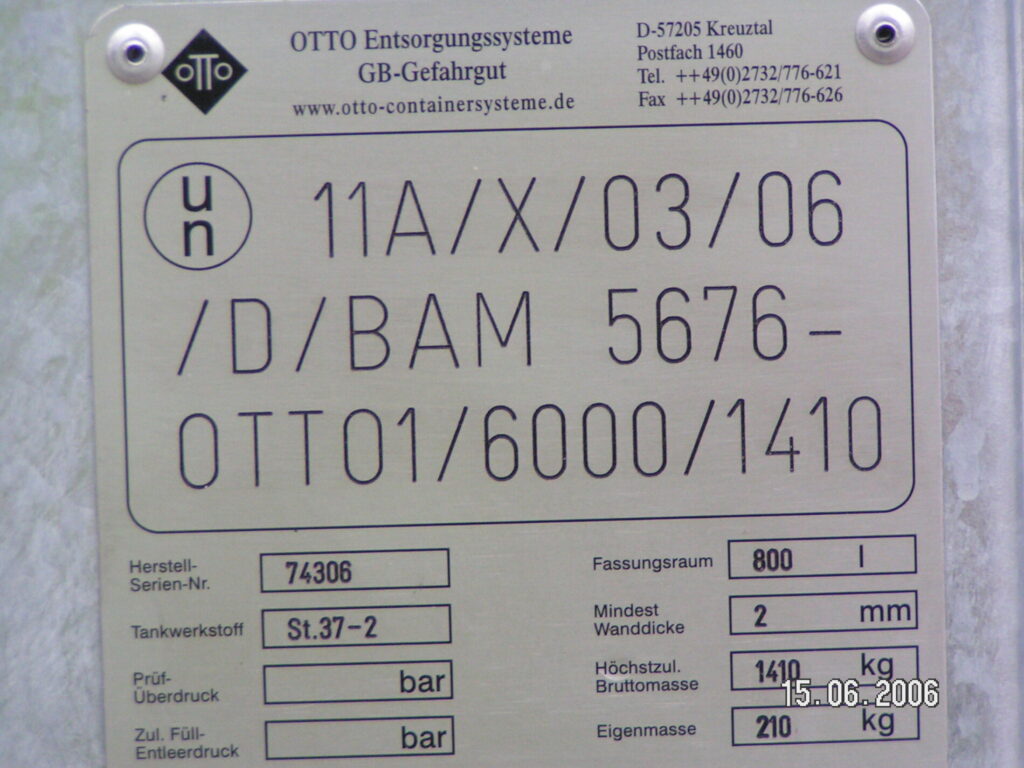 OTTO
OTTO Entsorgungssysteme
GB-Gefahrgut
www.otto-containersysteme.de
D-57205 Kreuztal
Postfach 1460
Tel. ++49(0)2732/776-621
Fax ++49(0)2732/776-626
un
11A/X/03/06
/D/BAM 5676-
OTTO1/6000/1410
Herstell-
Serien-Nr. 74306
Tankwerkstoff St.37-2
Prüf-
Überdruck bar
Zul. Füll-
Entleerdruck bar
Fassungsraum 800 l
Mindest
Wanddicke 2 mm
Höchstzul.
Bruttomasse 1410 kg
Eigenmasse 210 kg
15.06.2006